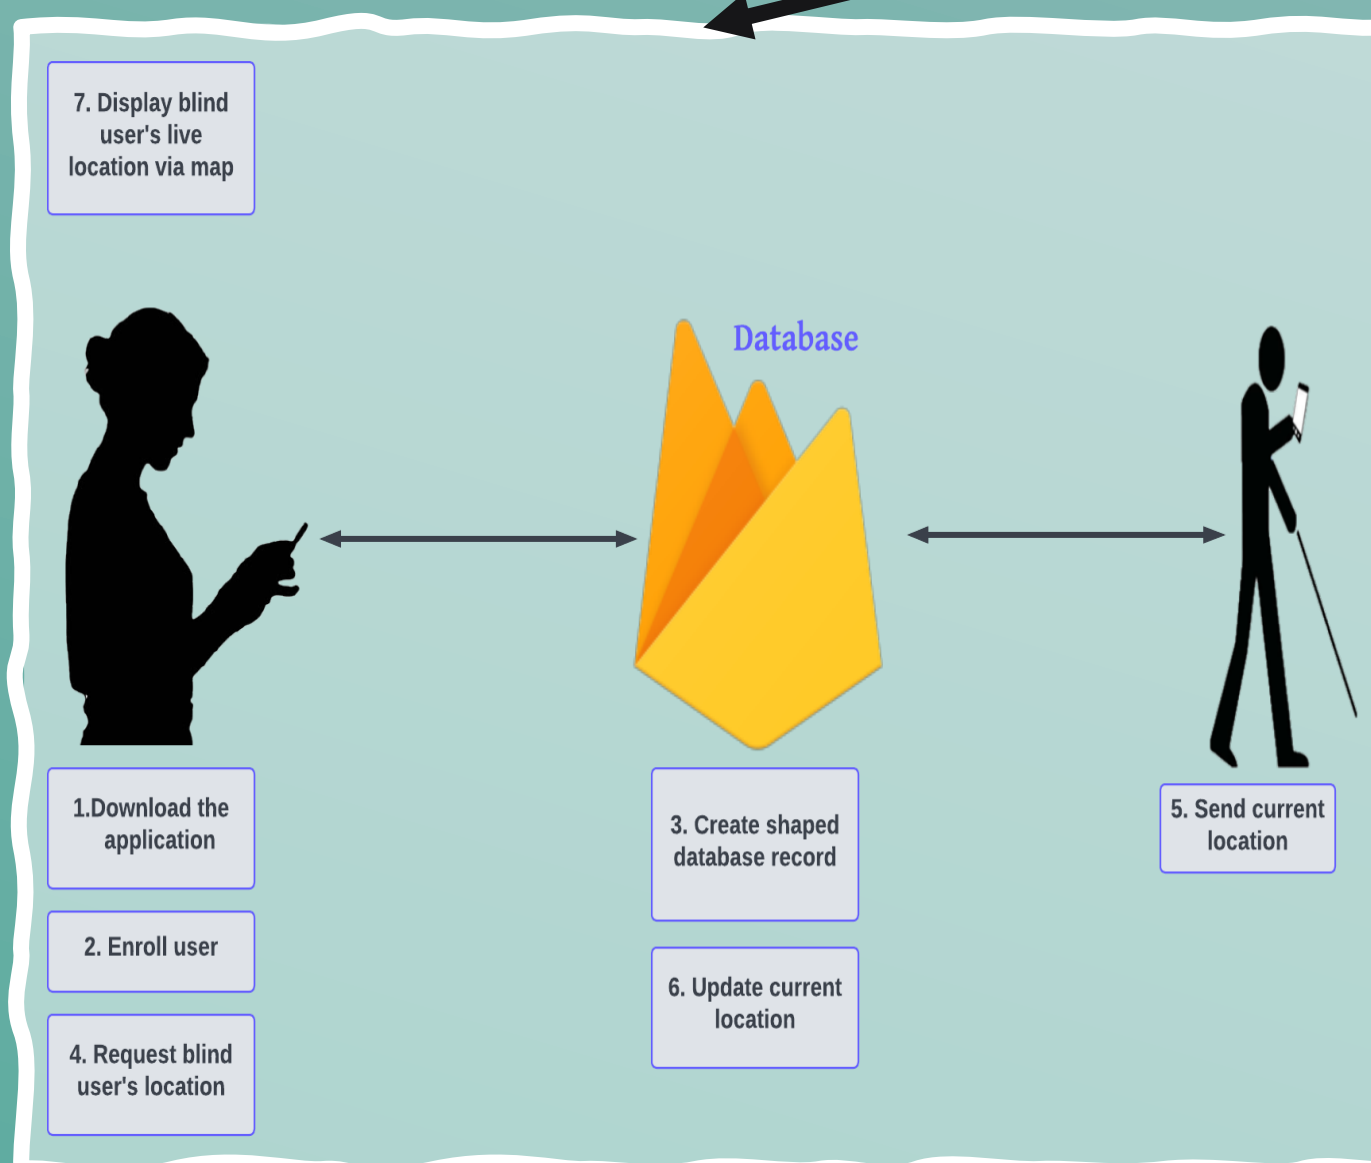 7. Display blind
user's live
location via map
Database
1.Download the
application
2. Enroll user
4. Request blind
user's location
3. Create shaped
database record
6. Update current
location
5. Send current
location